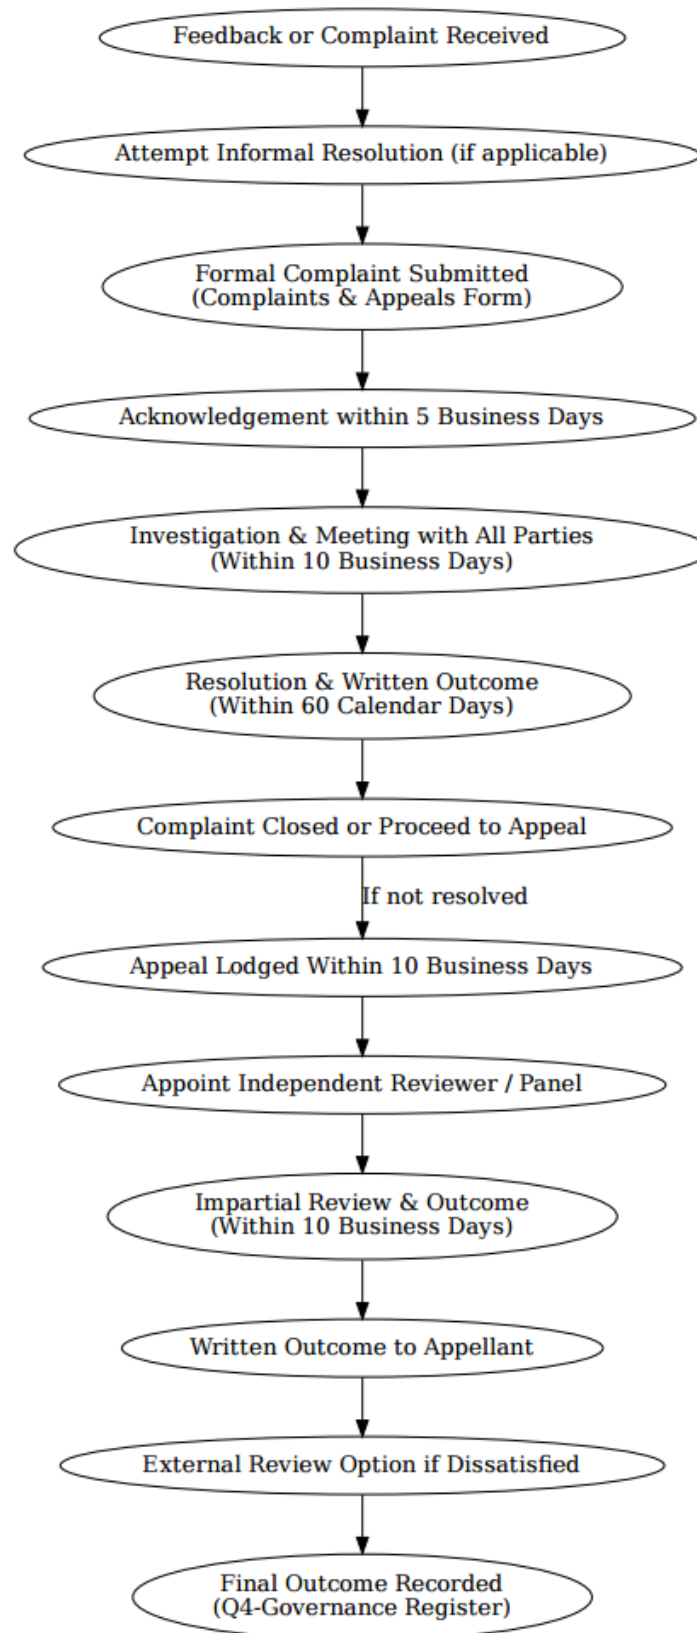 Feedback or Complaint Received
Attempt Informal Resolution (if applicable)
Formal Complaint Submitted
(Complaints & Appeals Form)
Acknowledgement within 5 Business Days
Investigation & Meeting with All Parties
(Within 10 Business Days)
Resolution & Written Outcome
(Within 60 Calendar Days)
Complaint Closed or Proceed to Appeal
If not resolved
Appeal Lodged Within 10 Business Days
Appoint Independent Reviewer / Panel
Impartial Review & Outcome
(Within 10 Business Days)
Written Outcome to Appellant
External Review Option if Dissatisfied
Final Outcome Recorded
(Q4-Governance Register)